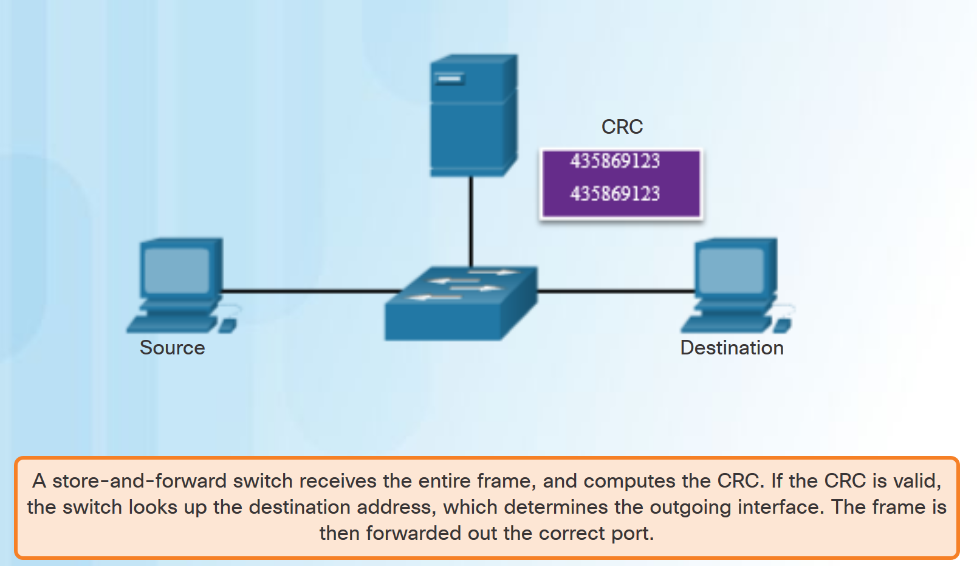 CRC
435869123
435869123
Source
Destination
A store-and-forward switch receives the entire frame, and computes the CRC. If the CRC is valid,
the switch looks up the destination address, which determines the outgoing interface. The frame is
then forwarded out the correct port.